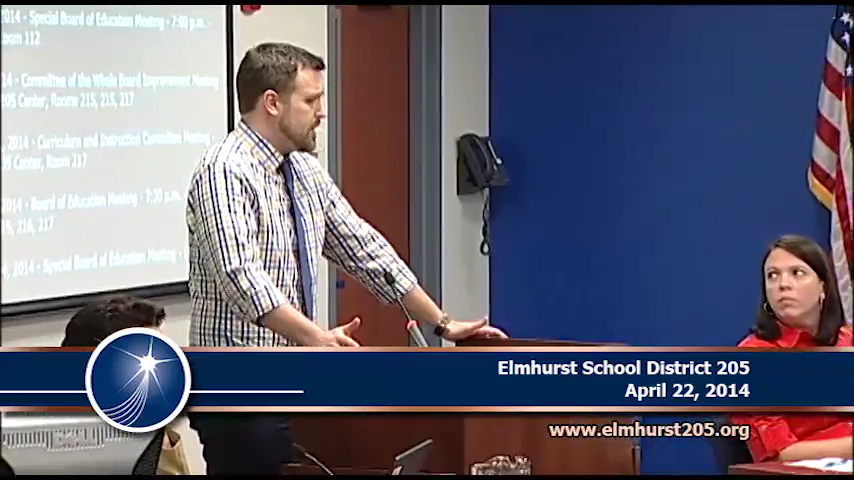 2014 - Special Board of Education Meeting - 7:00 p.m. -
Room 112
14 - Committee of the Whole Board Improvement Meeting
205 Center, Rooms 215, 215, 217
, 2014 - Curriculum and Instruction Committee Meeting
Center, Room 217
2014 - Board of Education Meeting - 7:30 p.m.
216, 217
, 2014 - Special Board of Education Meeting -
Elmhurst School District 205
April 22, 2014
www.elmhurst205.org